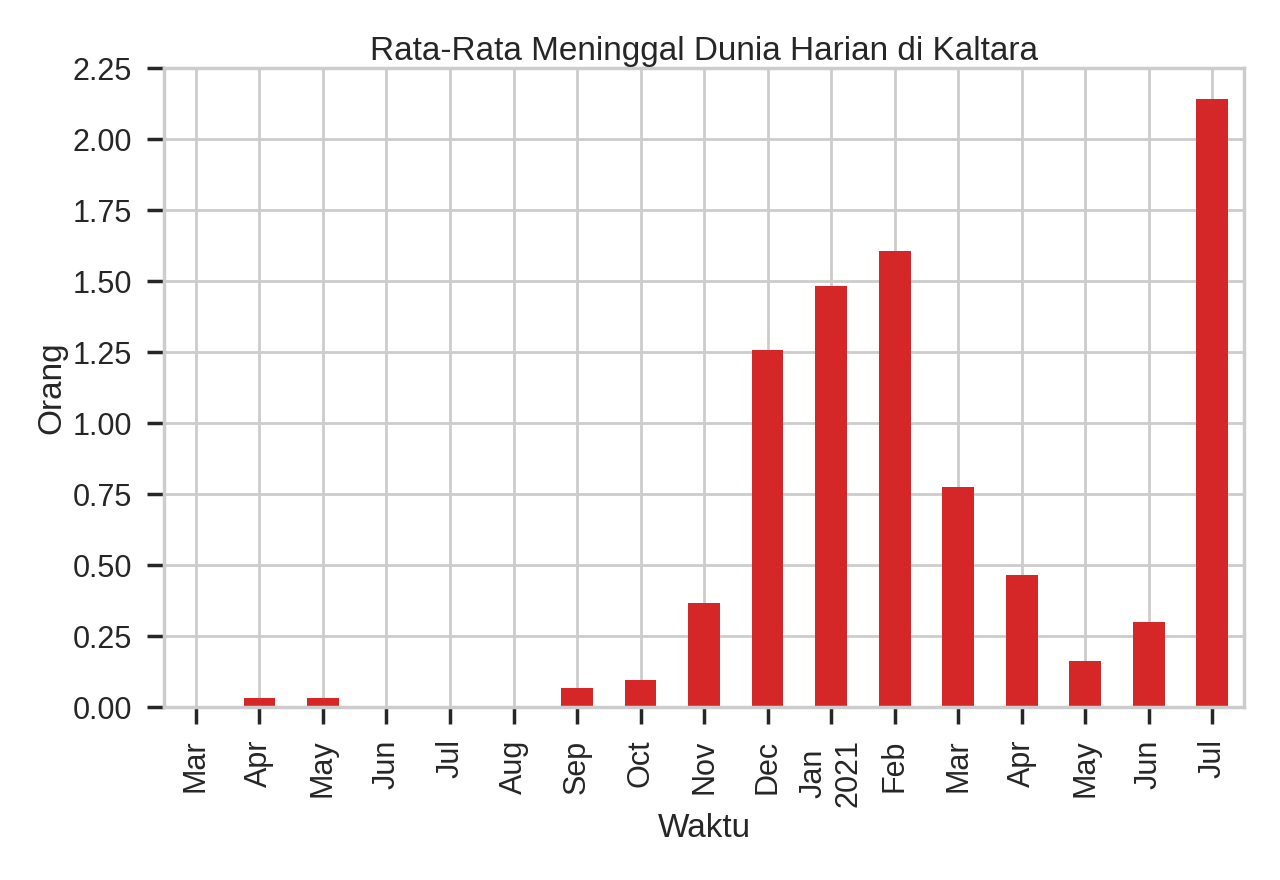 Rata-Rata Meninggal Dunia Harian di Kaltara
2.25
2.00
1.75
1.50
1.25
1.00
0.75
0.50
0.25
0.00
Orang
Mar
Apr
May
Jun
Jul
Aug
Sep
Oct
Nov
Dec
Jan
2021
Feb
Mar
Apr
May
Jun
Jul
Waktu